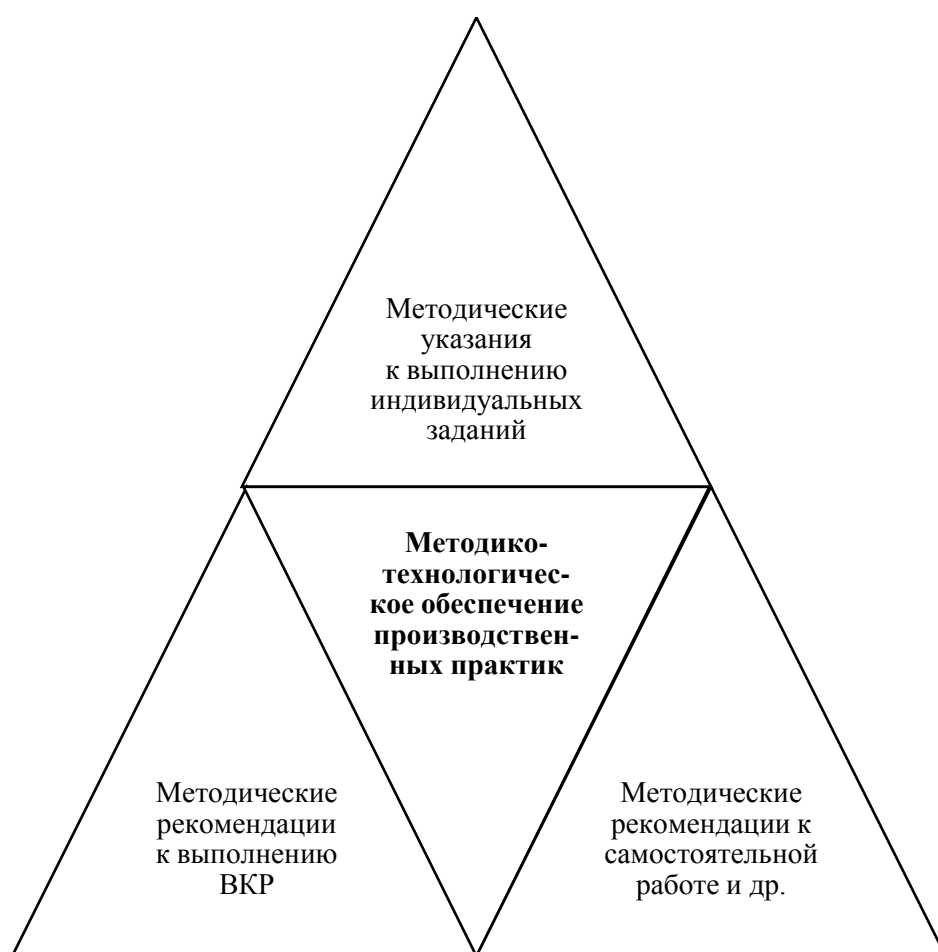 Методические
указания
к выполнению
индивидуальных
заданий
Методико-
технологичес-
кое обеспечение
производствен-
ных практик
Методические
рекомендации
к выполнению
ВКР
Методические
рекомендации к
самостоятельной
работе и др.